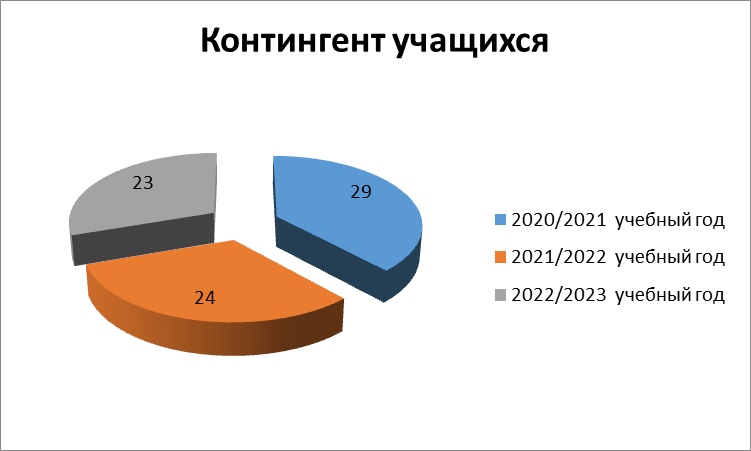 Контингент учащихся
23
29
24
2020/2021 учебный год
2021/2022 учебный год
2022/2023 учебный год